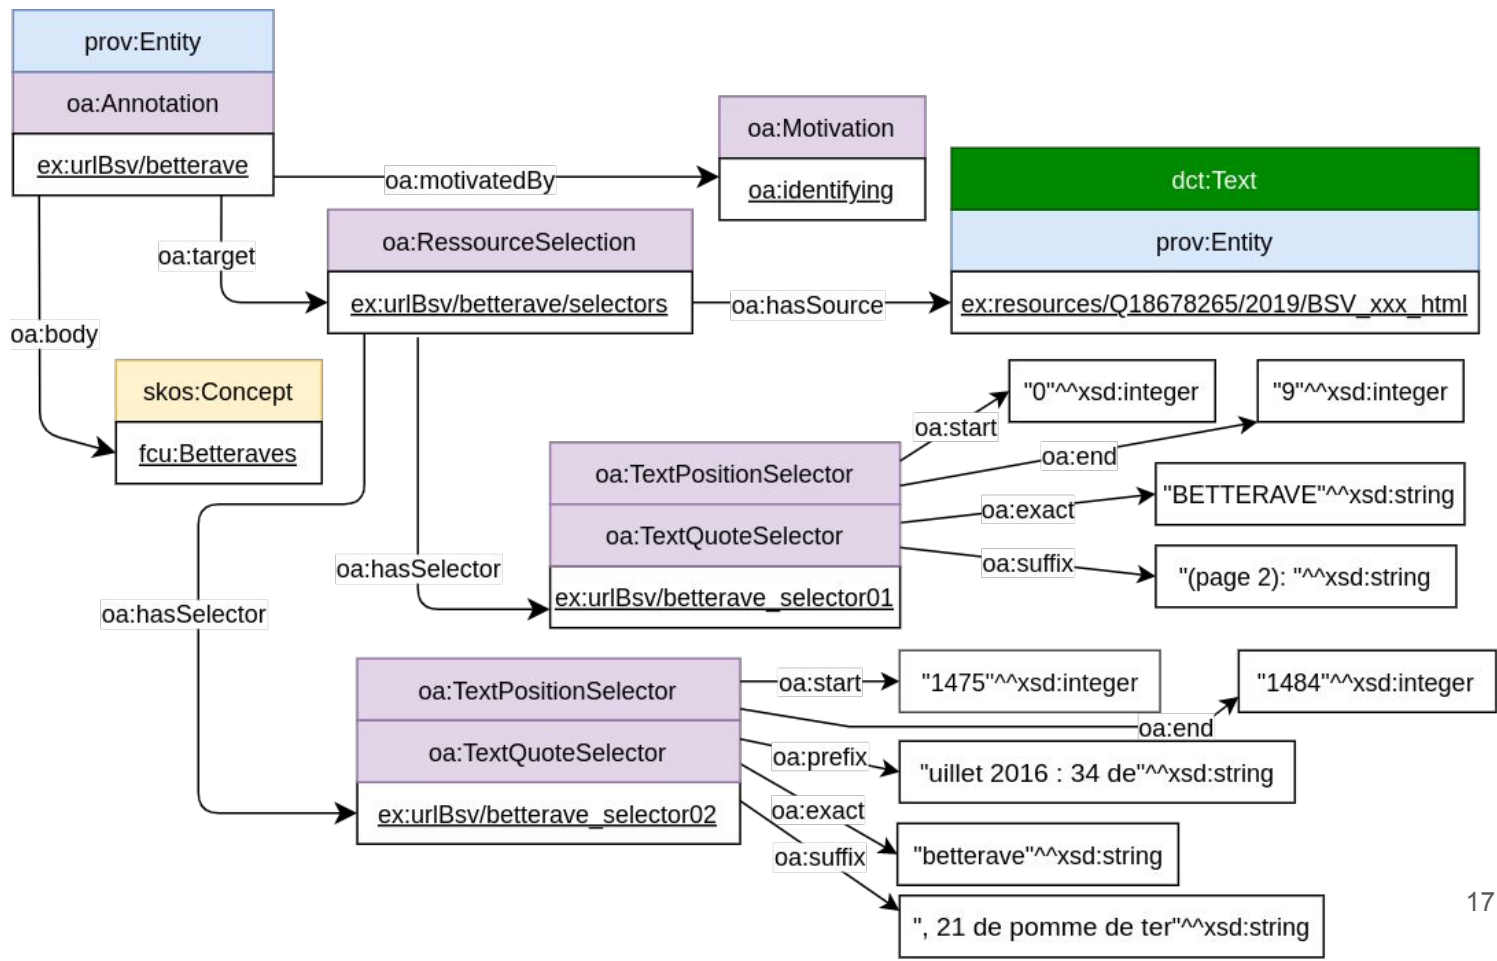 prov:Entity
oa:Annotation
ex:urlBsv/betterave
oa:motivatedBy
oa:Motivation
oa:identifying
dct:Text
prov:Entity
ex:resources/Q18678265/2019/BSV_xxx_html
oa:target
oa:RessourceSelection
ex:urlBsv/betterave/selectors
oa:hasSource
oa:body
skos:Concept
fcu:Betteraves
"0"^^xsd:integer
"9"^^xsd:integer
oa:start
oa:end
oa:TextPositionSelector
oa:TextQuoteSelector
ex:urlBsv/betterave_selector01
oa:exact
"BETTERAVE"^^xsd:string
oa:suffix
"(page 2): "^^xsd:string
oa:hasSelector
oa:hasSelector
oa:TextPositionSelector
oa:TextQuoteSelector
ex:urlBsv/betterave_selector02
oa:start
"1475"^^xsd:integer
"1484"^^xsd:integer
oa:end
oa:prefix
"uillet 2016 : 34 de"^^xsd:string
oa:exact
"betterave"^^xsd:string
oa:suffix
", 21 de pomme de ter"^^xsd:string
17